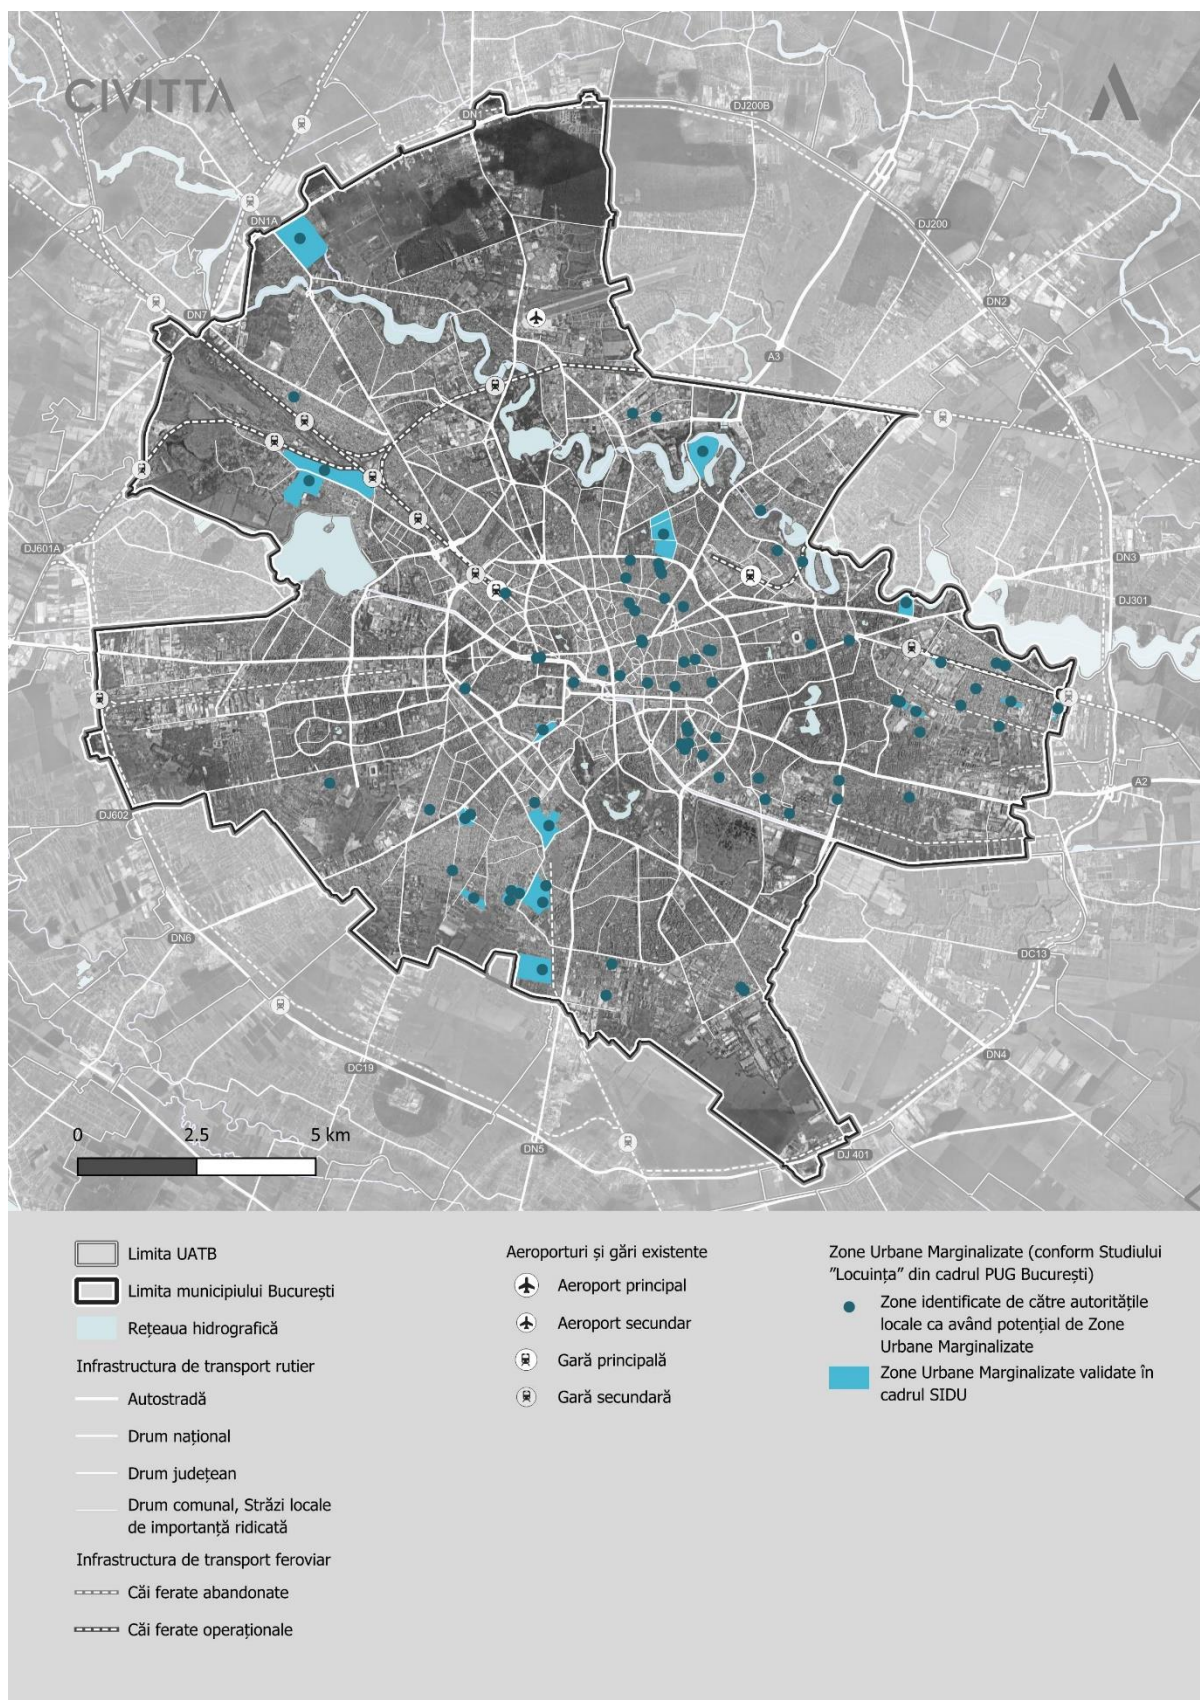 CIVITTA
DN1
DJ200B
DN1A
DJ200
DN2
DN7
A3
DJ601A
DN3
DJ301
A2
DJ602
DN6
DC13
DC19
DN4
DN5
DJ 401
0 2.5 5 km
Limita UATB
Limita municipiului București
Rețeaua hidrografică
Infrastructura de transport rutier
Autostradă
Drum național
Drum județean
Drum comunal, Străzi locale
de importanță ridicată
Infrastructura de transport feroviar
Căi ferate abandonate
Căi ferate operaționale
Aeroporturi și gări existente
Aeroport principal
Aeroport secundar
Gară principală
Gară secundară
Zone Urbane Marginalizate (conform Studiului
"Locuința" din cadrul PUG București)
Zone identificate de către autoritățile
locale ca având potențial de Zone
Urbane Marginalizate
Zone Urbane Marginalizate validate în
cadrul SIDU